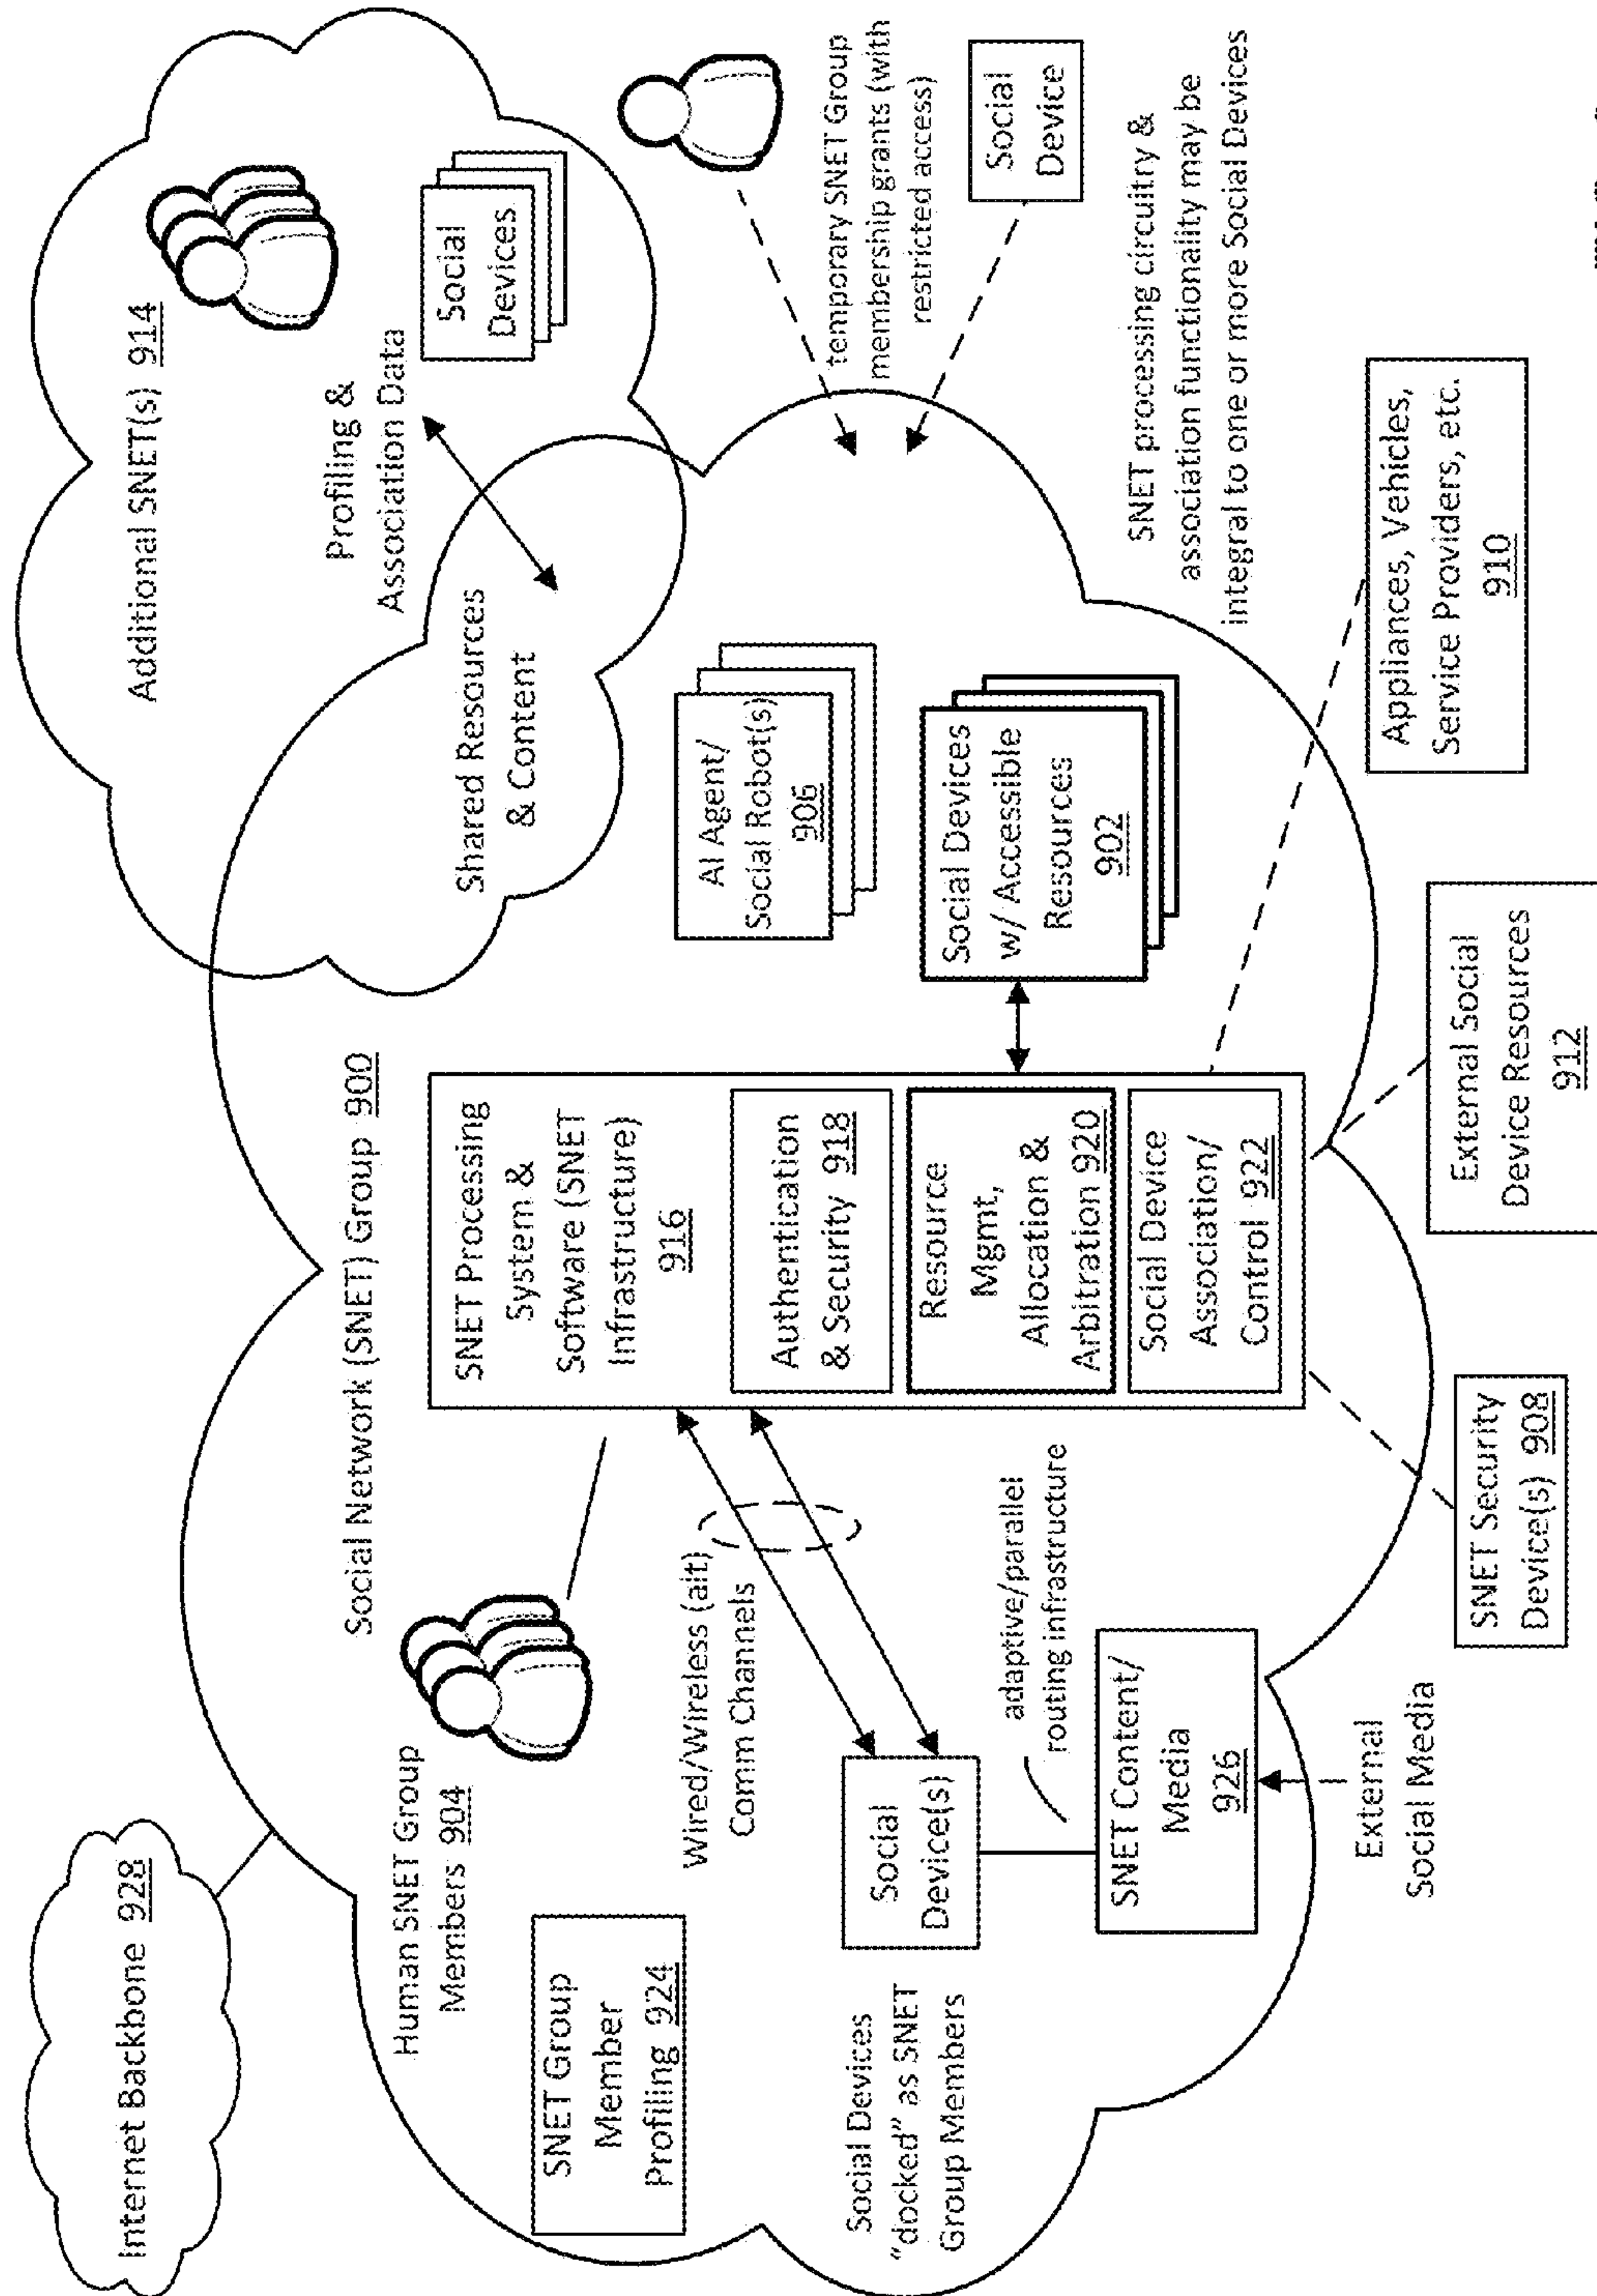 Internet Backbone 928
Additional SNET(s) 914
Profiling &
Association Data
Social
Devices
Shared Resources
& Content
temporary SNET Group
membership grants (with
restricted access)
Social
Device
SNET processing circuitry &
association functionality may be
integral to one or more Social Devices
Social Network (SNET) Group 900
Human SNET Group
Members 904
SNET Group
Member
Profiling 924
Wired/Wireless (alt)
Comm Channels
SNET Processing
System &
Software (SNET
Infrastructure)
916
Authentication
& Security 918
Resource
Mgmt,
Allocation &
Arbitration 920
Social Device
Association/
Control 922
AI Agent/
Social Robot(s)
906
Social Devices
w/ Accessible
Resources
902
Social Devices
"docked" as SNET
Group Members
Social
Device(s)
adaptive/parallel
routing infrastructure
SNET Content/
Media
926
External
Social Media
SNET Security
Device(s) 908
External Social
Device Resources
912
Appliances, Vehicles,
Service Providers, etc.
910